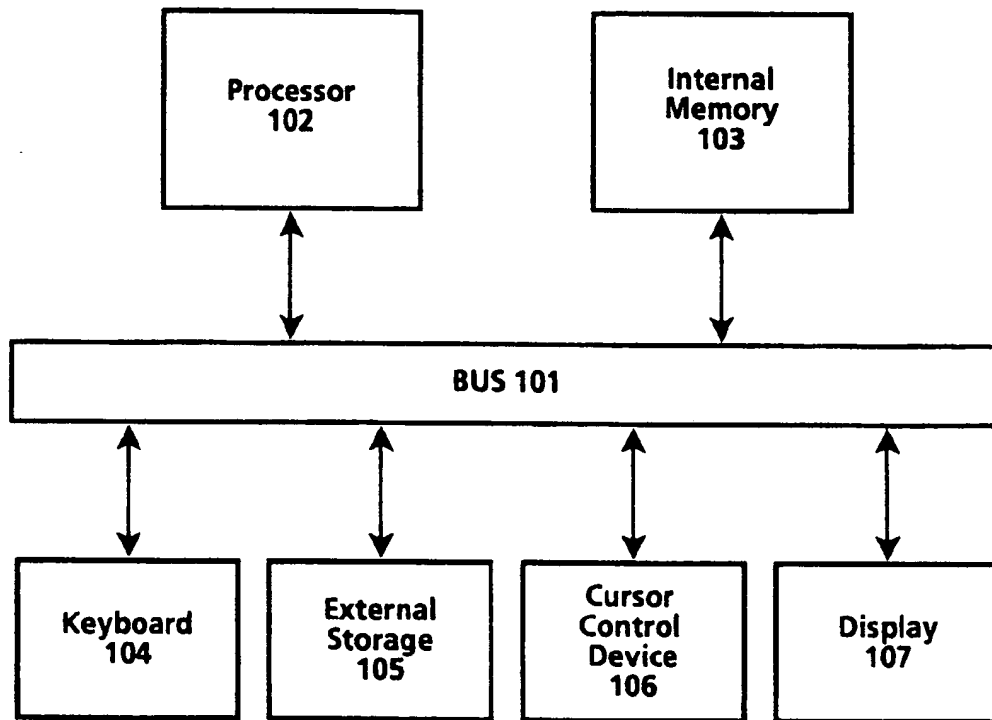 Processor
102
Internal
Memory
103
BUS 101
Keyboard
104
External
Storage
105
Cursor
Control
Device
106
Display
107